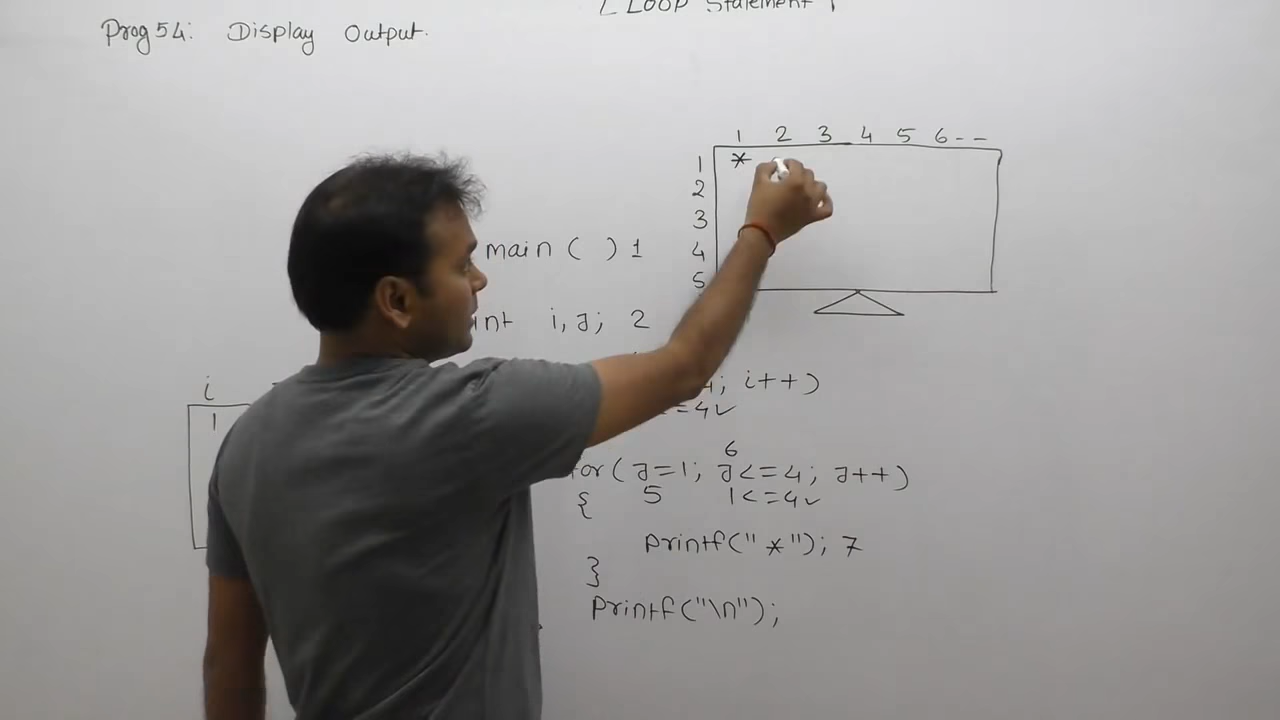 Loop Statement
Prog 54: Display Output.
1 2 3 4 5 6 - -
1 *
2
3
4
5
main ( ) 1
int i, J; 2
i
1
; i++)
=4✓
6
for( J=1; J<=4; J++)
{ 5 1<=4✓
Printf("*"); 7
}
Printf("\n");